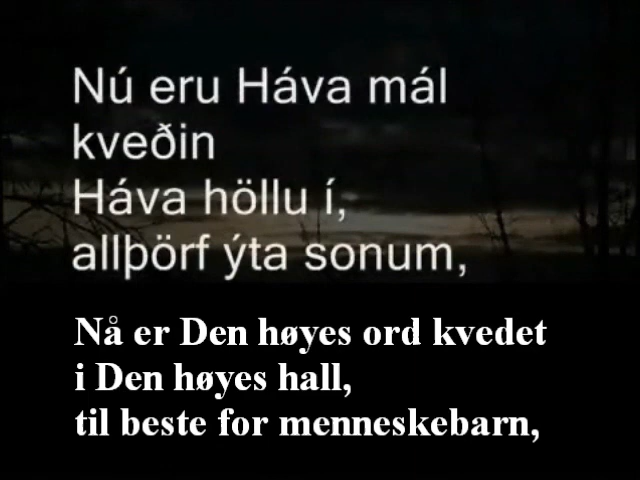 Nú eru Háva mál
kveðin
Háva höllu í,
allþörf ýta sonum,
Nå er Den høyes ord kvedet
i Den høyes hall,
til beste for menneskebarn,